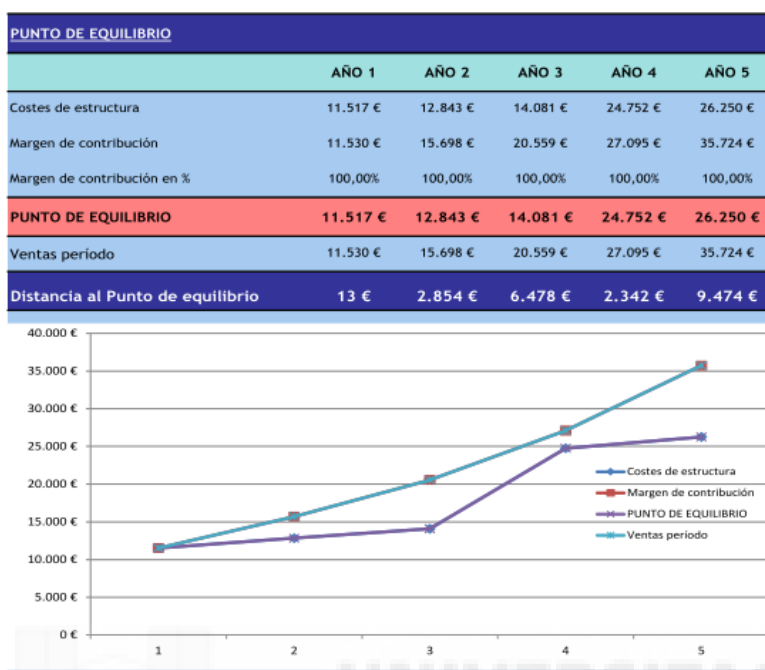 PUNTO DE EQUILIBRIO
AÑO 1 AÑO 2 AÑO 3 AÑO 4 AÑO 5
Costes de estructura 11.517 € 12.843 € 14.081 € 24.752 € 26.250 €
Margen de contribución 11.530 € 15.698 € 20.559 € 27.095 € 35.724 €
Margen de contribución en % 100,00% 100,00% 100,00% 100,00% 100,00%
PUNTO DE EQUILIBRIO 11.517 € 12.843 € 14.081 € 24.752 € 26.250 €
Ventas período 11.530 € 15.698 € 20.559 € 27.095 € 35.724 €
Distancia al Punto de equilibrio 13 € 2.854 € 6.478 € 2.342 € 9.474 €
40.000 €
35.000 €
30.000 €
25.000 €
20.000 €
15.000 €
10.000 €
5.000 €
0 €
Costes de estructura
Margen de contribución
PUNTO DE EQUILIBRIO
Ventas período
1 2 3 4 5